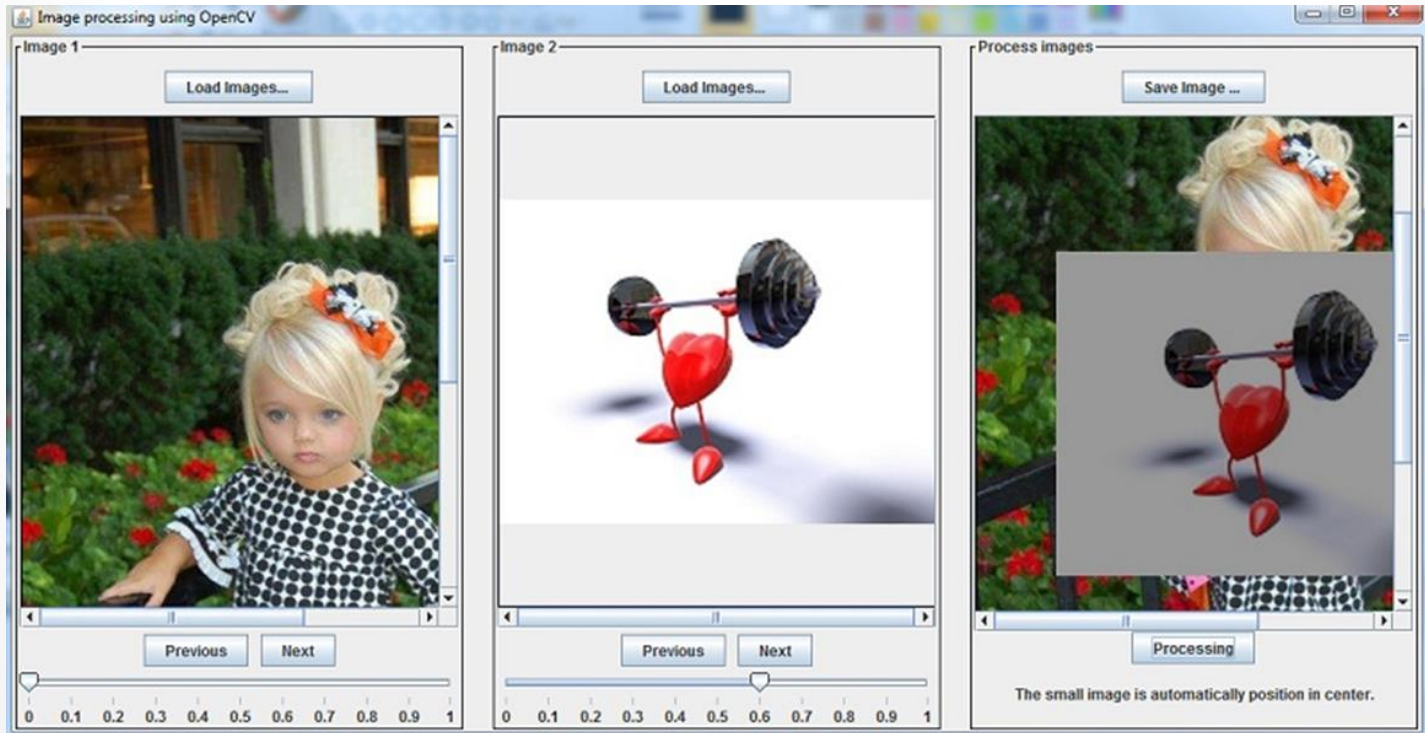 Image processing using OpenCV
Image 1
Load Images...
Previous Next
0 0.1 0.2 0.3 0.4 0.5 0.6 0.7 0.8 0.9 1
Image 2
Load Images...
Previous Next
0 0.1 0.2 0.3 0.4 0.5 0.6 0.7 0.8 0.9 1
Process images
Save Image ...
Processing
The small image is automatically position in center.